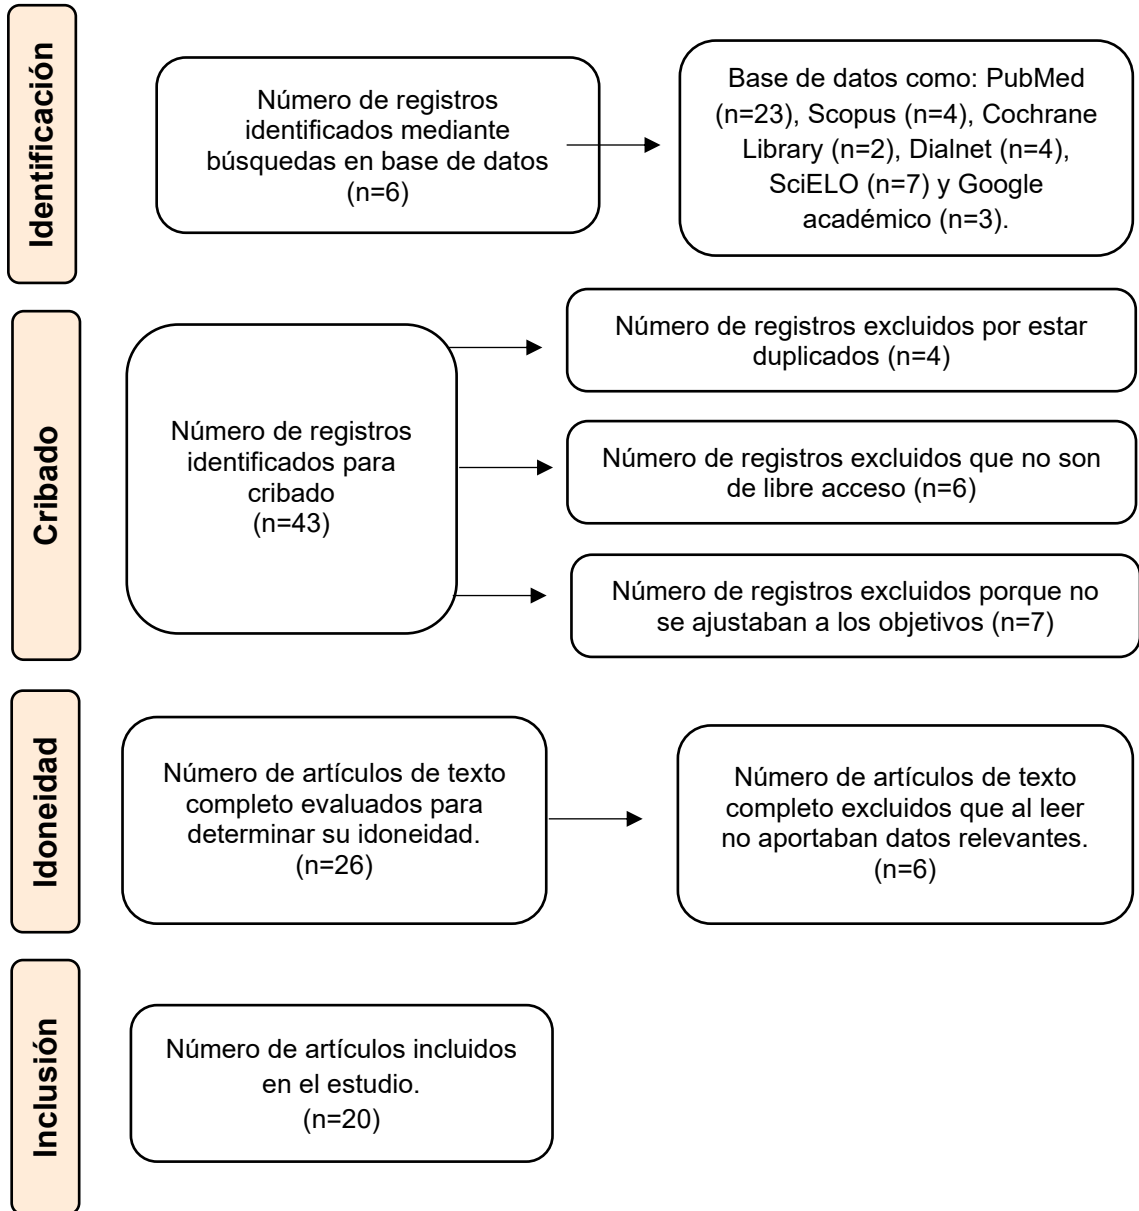 Identificación
Número de registros
identificados mediante
búsquedas en base de datos
(n=6)
Base de datos como: PubMed
(n=23), Scopus (n=4), Cochrane
Library (n=2), Dialnet (n=4),
SciELO (n=7) y Google
académico (n=3).
Cribado
Número de registros
identificados para
cribado
(n=43)
Número de registros excluidos por estar
duplicados (n=4)
Número de registros excluidos que no son
de libre acceso (n=6)
Número de registros excluidos porque no
se ajustaban a los objetivos (n=7)
Idoneidad
Número de artículos de texto
completo evaluados para
determinar su idoneidad.
(n=26)
Número de artículos de texto
completo excluidos que al leer
no aportaban datos relevantes.
(n=6)
Inclusión
Número de artículos incluidos
en el estudio.
(n=20)